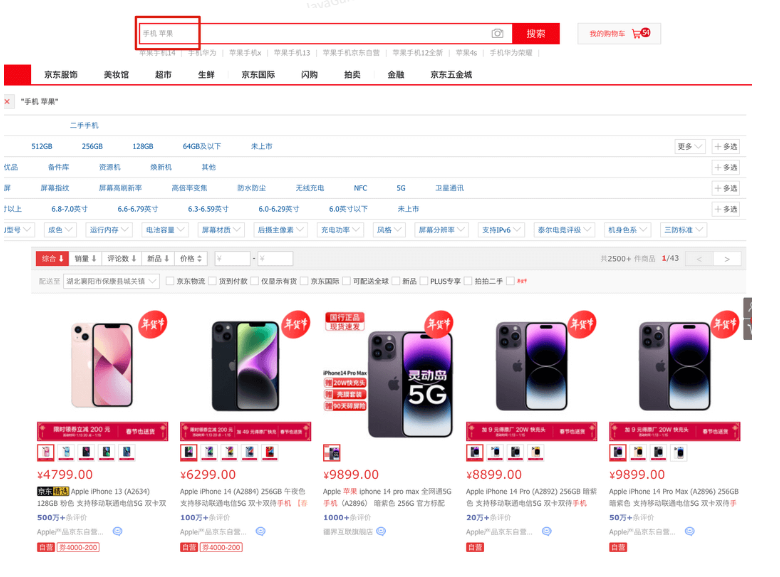 手机 苹果
搜索
我的购物车 54
苹果手机14 手机华为 苹果手机x 苹果手机13 苹果手机京东自营 苹果手机12全新 苹果4s 手机华为荣耀
京东服饰 美妆馆 超市 生鲜 京东国际 闪购 拍卖 金融 京东五金城
× "手机 苹果"
二手手机
512GB 256GB 128GB 64GB及以下 未上市 更多 +多选
优品 备件库 资源机 焕新机 其他 +多选
屏 屏幕指纹 屏幕高刷新率 高倍率变焦 防水防尘 无线充电 NFC 5G 卫星通讯 +多选
寸以上 6.8-7.0英寸 6.6-6.79英寸 6.3-6.59英寸 6.0-6.29英寸 6.0英寸以下 未上市 +多选
U型号 成色 运行内存 电池容量 屏幕材质 后摄主像素 充电功率 风格 屏幕分辨率 支持IPv6 泰尔电竞评级 机身色系 三防标准
综合 销量 评论数 新品 价格 ¥ - ¥ 共2500+ 件商品 1/43 < >
配送至 湖北襄阳市保康县城关镇 京东物流 货到付款 仅显示有货 京东国际 可配送全球 新品 PLUS专享 拍拍二手
年货节 年货节 年货节 年货节 年货节
国行正品
现货速发
iPhone14 Pro Max
赠20W快充头
赠壳膜套装
赠90天碎屏险
灵动岛
5G
限时领券立减 200 元 春节也送货
限时领券立减 200 元 加 49 元得原厂快充 春节也送货
加 9 元得原厂 20W 快充 春节也送货
加 9 元得原厂 20W 快充 春节也送货
¥4799.00 ¥6299.00 ¥9899.00 ¥8899.00 ¥9899.00
京东精选 Apple iPhone 13 (A2634)
128GB 粉色 支持移动联通电信5G 双卡双
500万+条评价
Apple产品京东自营...
自营 券4000-200
Apple iPhone 14 (A2884) 256GB 午夜色
支持移动联通电信5G 双卡双待手机 【春
100万+条评价
Apple产品京东自营...
自营 券4000-200
Apple 苹果 iphone 14 pro max 全网通5G
手机（A2896） 暗紫色 256G 官方标配
1000+条评价
疆界互联旗舰店
Apple iPhone 14 Pro (A2892) 256GB 暗紫
色 支持移动联通电信5G 双卡双待手机
20万+条评价
Apple产品京东自营...
自营
Apple iPhone 14 Pro Max (A2896) 256GB
暗紫色 支持移动联通电信5G 双卡双待手
50万+条评价
Apple产品京东自营...
自营